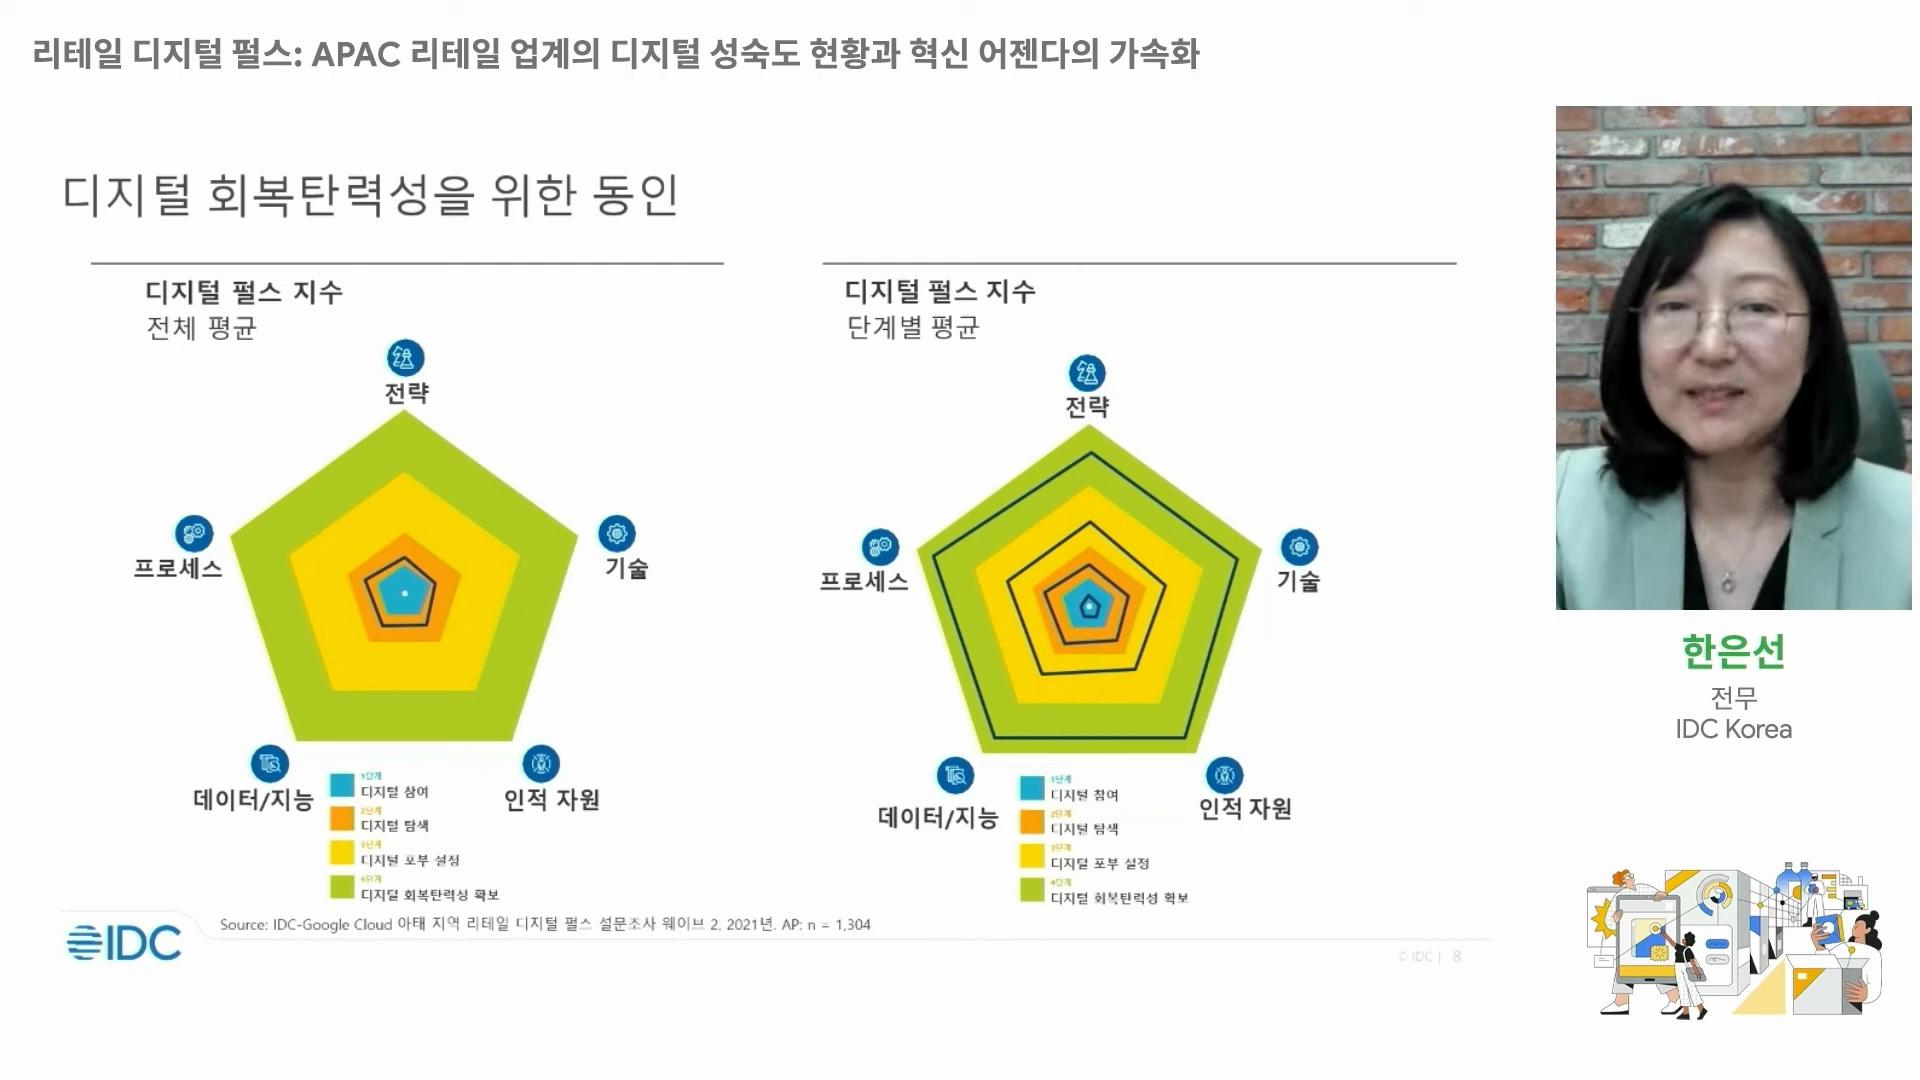 리테일 디지털 펄스: APAC 리테일 업계의 디지털 성숙도 현황과 혁신 어젠다의 가속화
디지털 회복탄력성을 위한 동인
디지털 펄스 지수
전체 평균
전략
프로세스
기술
데이터/지능
인적 자원
1단계
디지털 참여
2단계
디지털 탐색
3단계
디지털 포부 설정
4단계
디지털 회복탄력성 확보
디지털 펄스 지수
단계별 평균
전략
프로세스
기술
데이터/지능
인적 자원
1단계
디지털 참여
2단계
디지털 탐색
3단계
디지털 포부 설정
4단계
디지털 회복탄력성 확보
IDC
Source: IDC-Google Cloud 아태 지역 리테일 디지털 펄스 설문조사 웨이브 2, 2021년. AP: n = 1,304
© IDC | 8
한은선
전무
IDC Korea